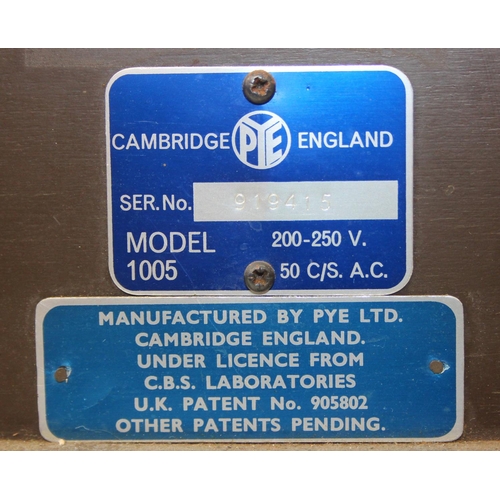 CAMBRIDGE PYE ENGLAND
SER.No. 919415
MODEL 200-250 V.
1005 50 C/S. A.C.
MANUFACTURED BY PYE LTD.
CAMBRIDGE ENGLAND.
UNDER LICENCE FROM
C.B.S. LABORATORIES
U.K. PATENT No. 905802
OTHER PATENTS PENDING.